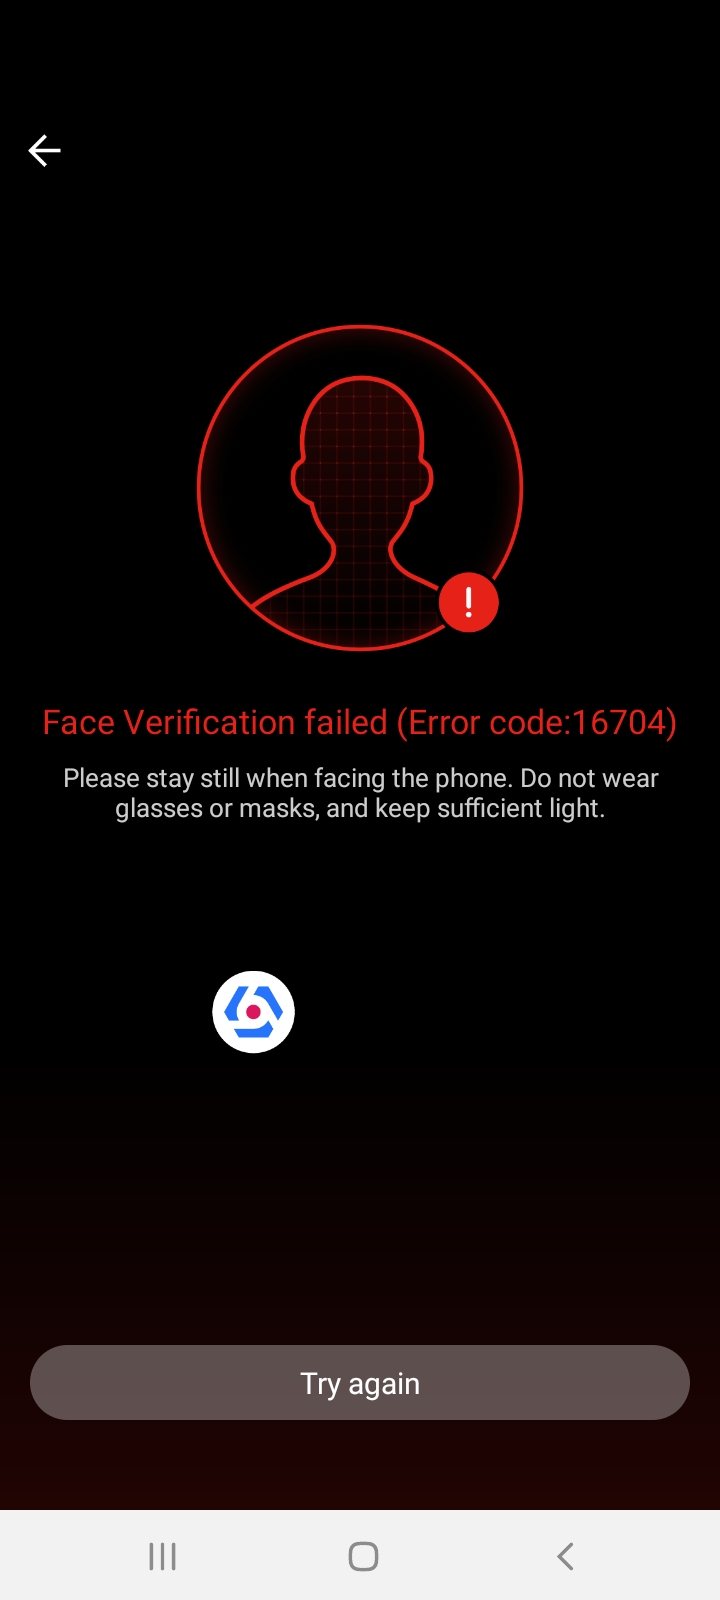 Face Verification failed (Error code:16704)
Please stay still when facing the phone. Do not wear
glasses or masks, and keep sufficient light.
Try again